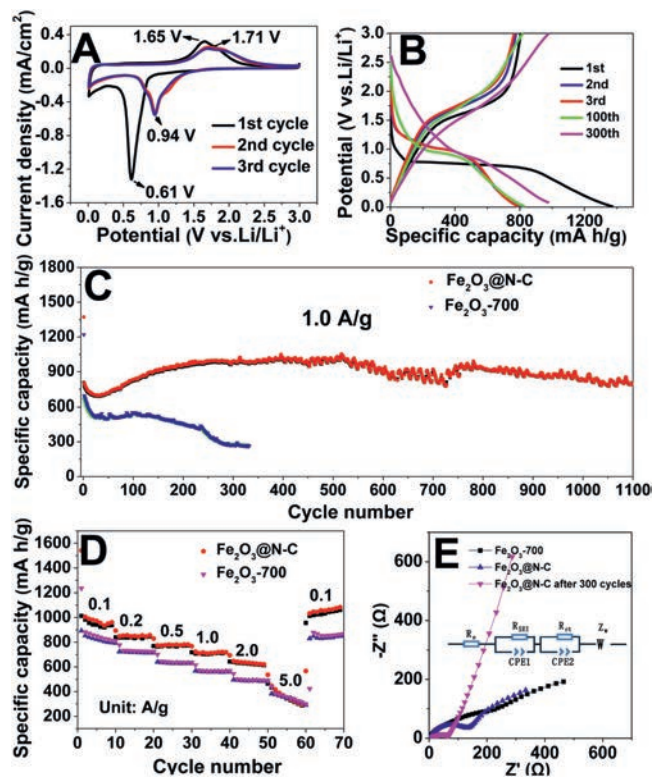 A
Current density (mA/cm²)
0.4
0.0
-0.4
-0.8
-1.2
-1.6
1.65 V
1.71 V
0.94 V
0.61 V
1st cycle
2nd cycle
3rd cycle
0.0 0.5 1.0 1.5 2.0 2.5 3.0
Potential (V vs.Li/Li⁺)
B
Potential (V vs.Li/Li⁺)
3.0
2.5
2.0
1.5
1.0
0.5
0.0
1st
2nd
3rd
100th
300th
0 400 800 1200
Specific capacity (mA h/g)
C
Specific capacity (mA h/g)
1800
1500
1200
900
600
300
0
Fe₂O₃@N-C
Fe₂O₃-700
1.0 A/g
0 100 200 300 400 500 600 700 800 900 1000 1100
Cycle number
D
Specific capacity (mA h/g)
1600
1400
1200
1000
800
600
400
200
Fe₂O₃@N-C
Fe₂O₃-700
0.1
0.2
0.5
1.0
2.0
5.0
0.1
Unit: A/g
0 10 20 30 40 50 60 70
Cycle number
E
-Z'' (Ω)
600
400
200
0
Fe₂O₃-700
Fe₂O₃@N-C
Fe₂O₃@N-C after 300 cycles
R_SEI
CPE1
CPE2
0 200 400 600
Z' (Ω)